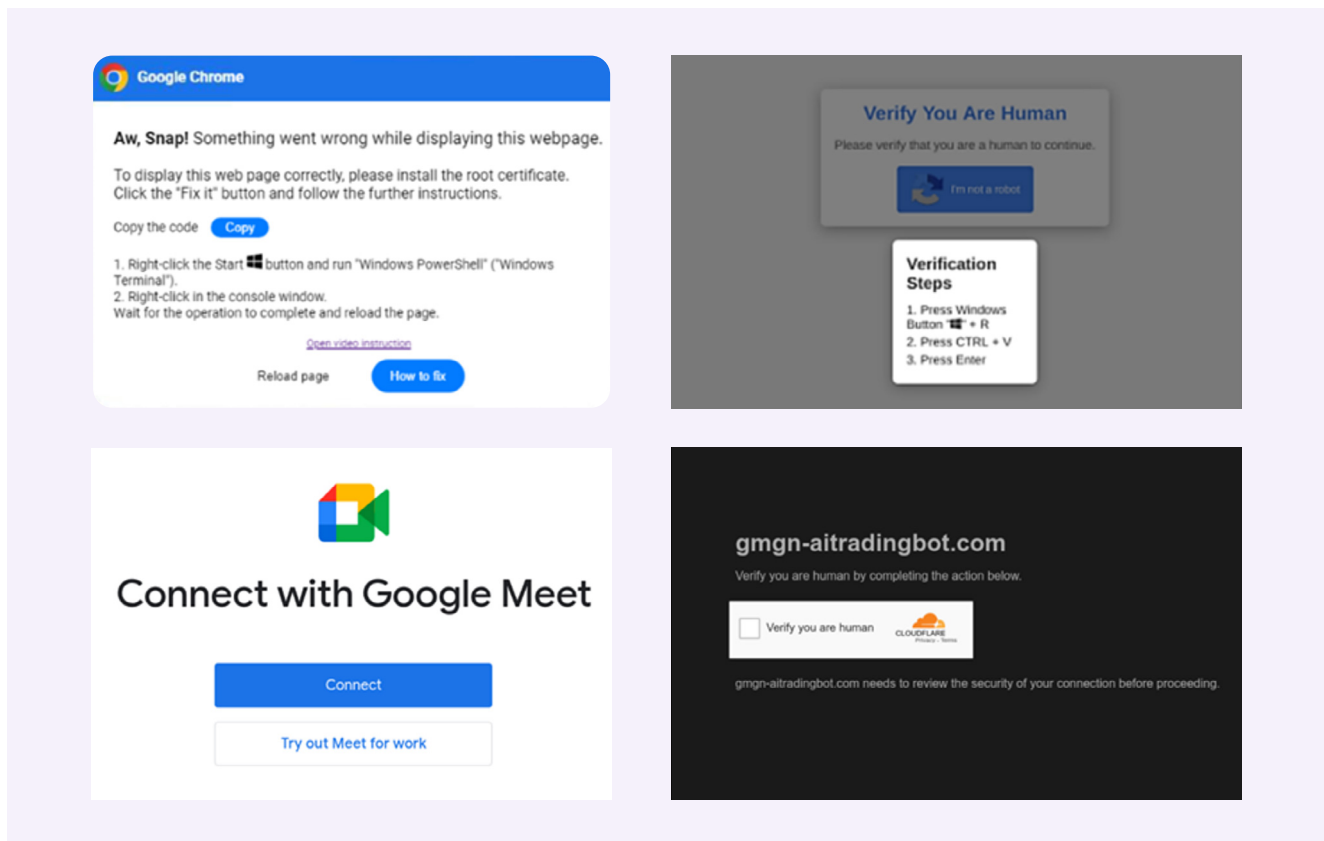 Google Chrome
Aw, Snap! Something went wrong while displaying this webpage.
To display this web page correctly, please install the root certificate.
Click the "Fix it" button and follow the further instructions.
Copy the code Copy
1. Right-click the Start button and run "Windows PowerShell" ("Windows
Terminal").
2. Right-click in the console window.
Wait for the operation to complete and reload the page.
Open video instruction
Reload page How to fix
Verify You Are Human
Please verify that you are a human to continue.
I'm not a robot
Verification
Steps
1. Press Windows
Button "" + R
2. Press CTRL + V
3. Press Enter
Connect with Google Meet
Connect
Try out Meet for work
gmgn-aitradingbot.com
Verify you are human by completing the action below.
Verify you are human
CLOUDFLARE
Privacy - Terms
gmgn-aitradingbot.com needs to review the security of your connection before proceeding.